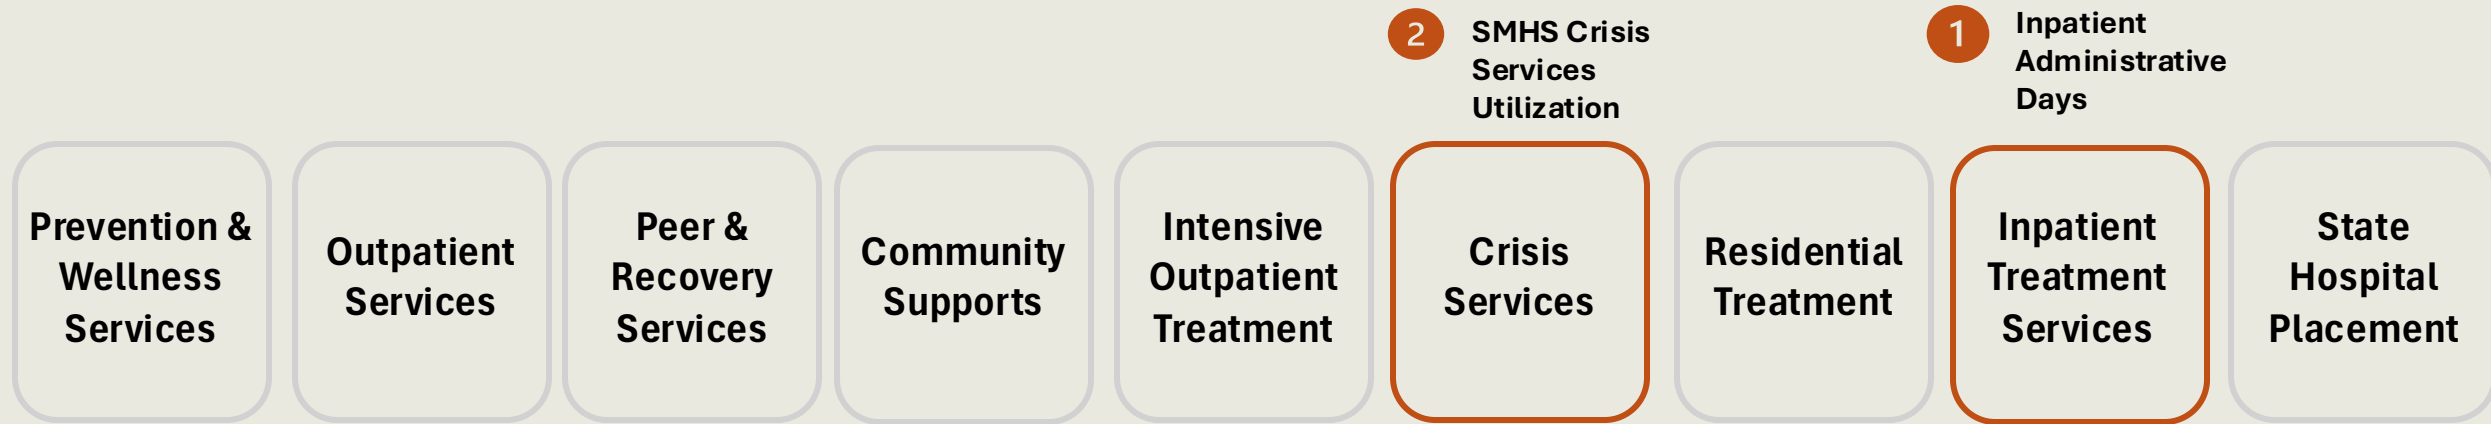 2
SMHS Crisis
Services
Utilization
1
Inpatient
Administrative
Days
Prevention &
Wellness
Services
Outpatient
Services
Peer &
Recovery
Services
Community
Supports
Intensive
Outpatient
Treatment
Crisis
Services
Residential
Treatment
Inpatient
Treatment
Services
State
Hospital
Placement